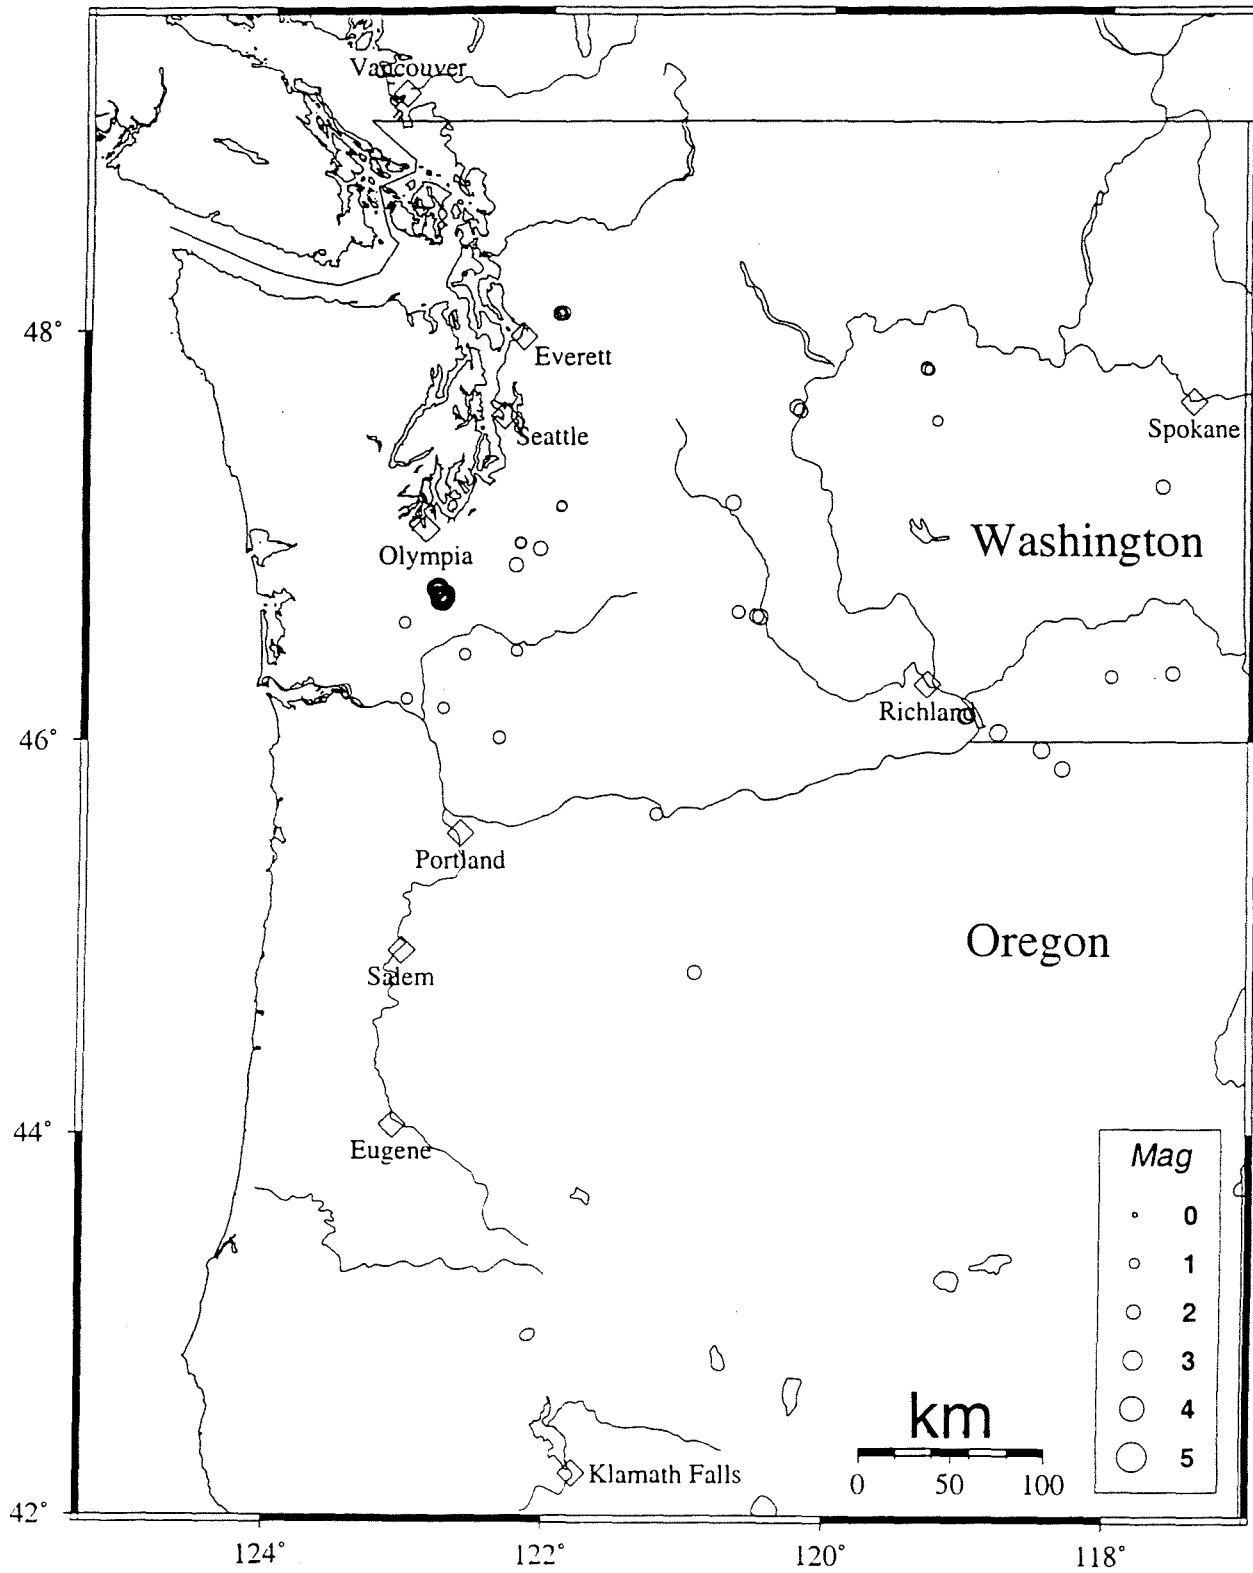 Vancouver
48°
Everett
Seattle
Spokane
Olympia
Washington
Richland
46°
Portland
Oregon
Salem
44°
Eugene
Mag
0
1
2
3
4
5
km
0 50 100
Klamath Falls
42°
124° 122° 120° 118°